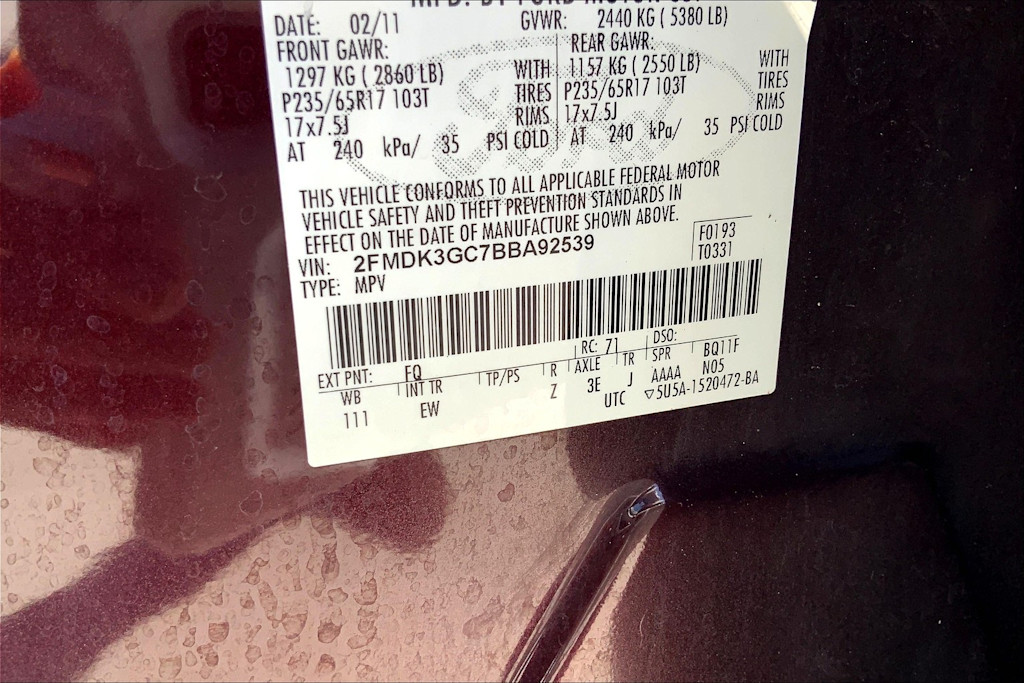 MFD. BY FORD MOTOR CO.
DATE: 02/11 GVWR: 2440 KG ( 5380 LB)
FRONT GAWR: REAR GAWR:
1297 KG ( 2860 LB) WITH 1157 KG ( 2550 LB) WITH
P235/65R17 103T TIRES P235/65R17 103T TIRES
17x7.5J RIMS 17x7.5J RIMS
AT 240 kPa/ 35 PSI COLD AT 240 kPa/ 35 PSI COLD
THIS VEHICLE CONFORMS TO ALL APPLICABLE FEDERAL MOTOR
VEHICLE SAFETY AND THEFT PREVENTION STANDARDS IN
EFFECT ON THE DATE OF MANUFACTURE SHOWN ABOVE.
VIN: 2FMDK3GC7BBA92539 F0193
TYPE: MPV T0331
EXT PNT: FQ RC: 71 DSO:
WB INT TR TP/PS R AXLE TR SPR BQ11F
111 EW Z 3E J AAAA N05
UTC ▽5U5A-1520472-BA